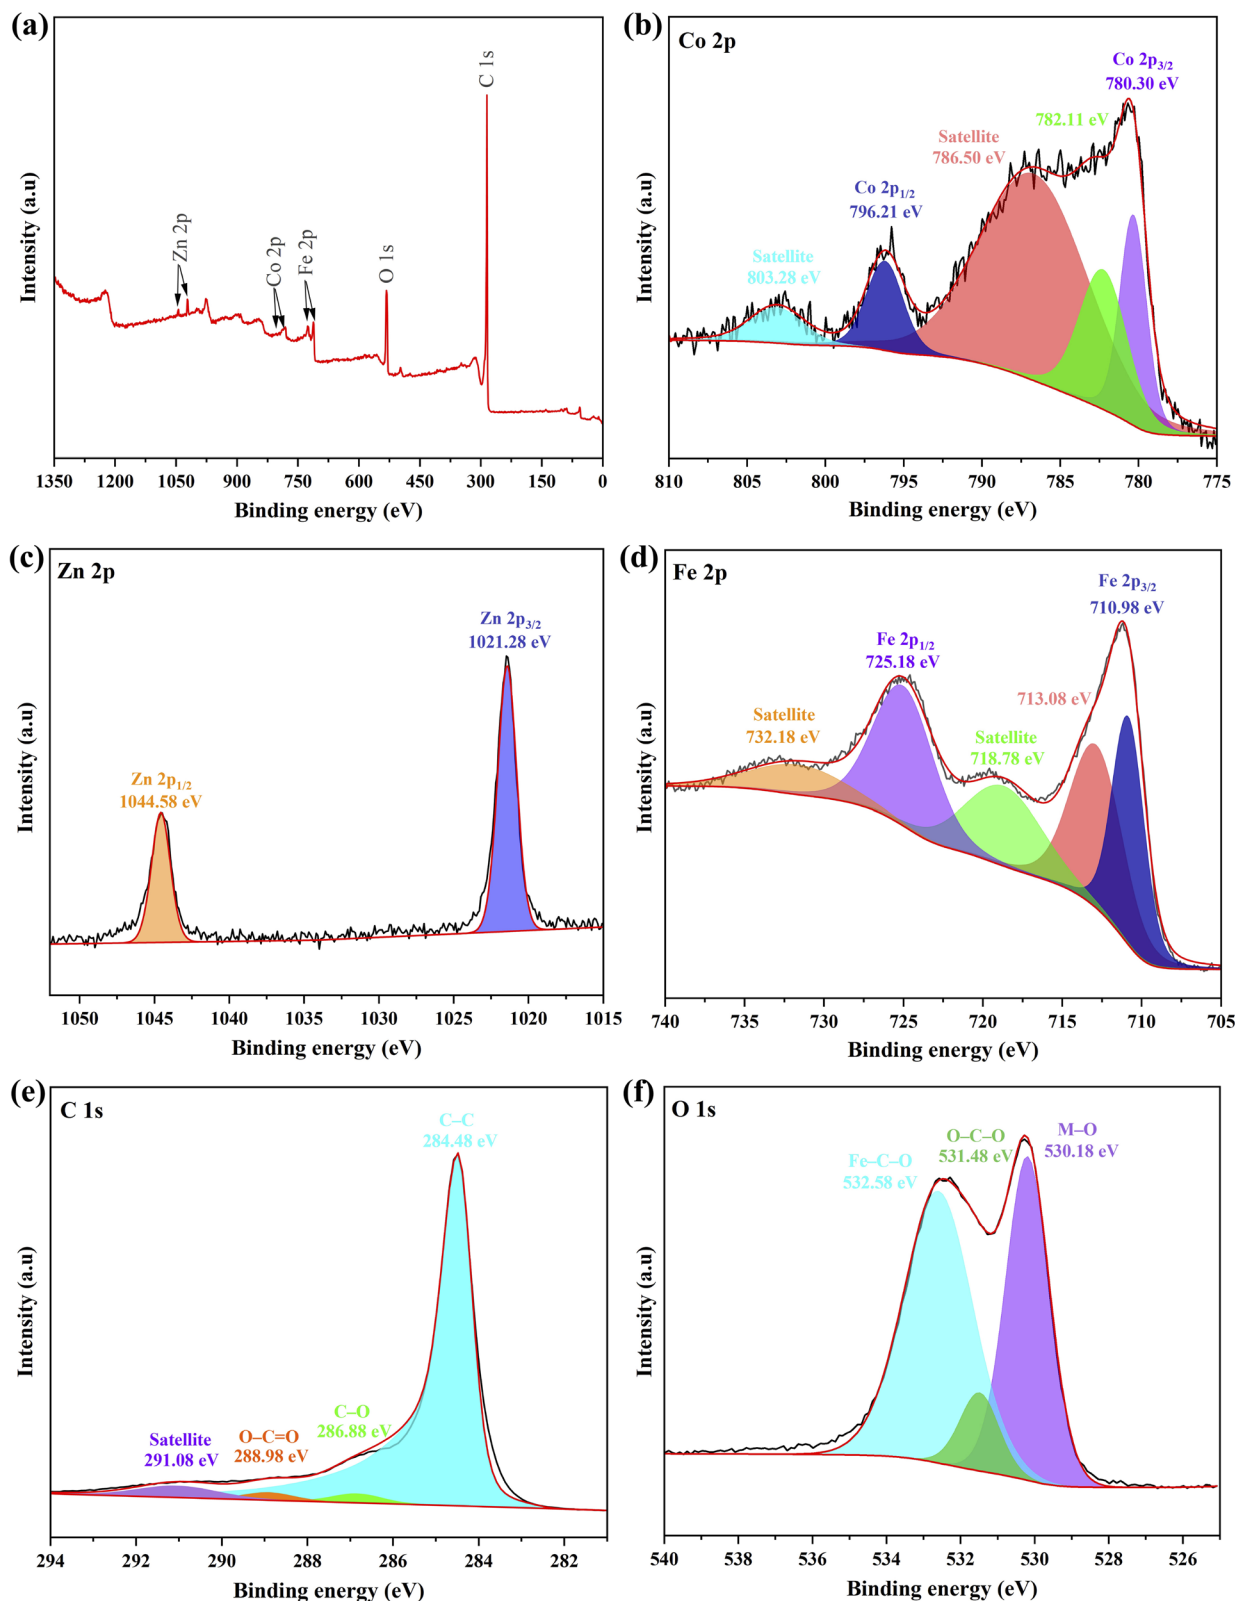 (a)
Zn 2p
Co 2p
Fe 2p
O 1s
C 1s
Intensity (a.u)
1350 1200 1050 900 750 600 450 300 150 0
Binding energy (eV)
(b)
Co 2p
Co 2p3/2
780.30 eV
782.11 eV
Satellite
786.50 eV
Co 2p1/2
796.21 eV
Satellite
803.28 eV
Intensity (a.u)
810 805 800 795 790 785 780 775
Binding energy (eV)
(c)
Zn 2p
Zn 2p3/2
1021.28 eV
Zn 2p1/2
1044.58 eV
Intensity (a.u)
1050 1045 1040 1035 1030 1025 1020 1015
Binding energy (eV)
(d)
Fe 2p
Fe 2p3/2
710.98 eV
Fe 2p1/2
725.18 eV
713.08 eV
Satellite
732.18 eV
Satellite
718.78 eV
Intensity (a.u)
740 735 730 725 720 715 710 705
Binding energy (eV)
(e)
C 1s
C–C
284.48 eV
C–O
286.88 eV
O–C=O
288.98 eV
Satellite
291.08 eV
Intensity (a.u)
294 292 290 288 286 284 282
Binding energy (eV)
(f)
O 1s
M–O
530.18 eV
O–C–O
531.48 eV
Fe–C–O
532.58 eV
Intensity (a.u)
540 538 536 534 532 530 528 526
Binding energy (eV)